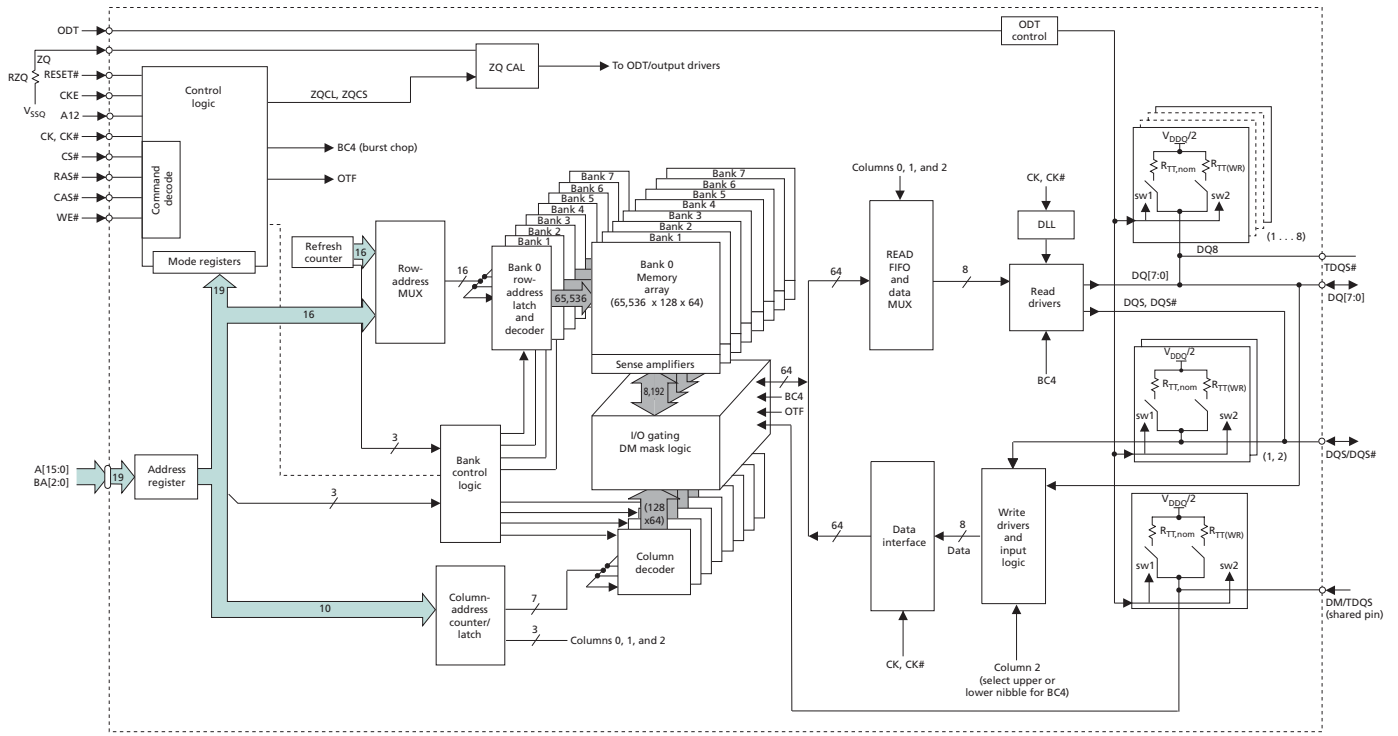 ODT
ODT
control
ZQ
RZQ
V_SSQ
RESET#
CKE
A12
CK, CK#
CS#
RAS#
CAS#
WE#
Control
logic
Command
decode
Mode registers
ZQ CAL
To ODT/output drivers
ZQCL, ZQCS
BC4 (burst chop)
OTF
Refresh
counter
16
Row-
address
MUX
16
19
16
Bank 7
Bank 6
Bank 5
Bank 4
Bank 3
Bank 2
Bank 1
Bank 0
row-
address
latch
and
decoder
65,536
Bank 7
Bank 6
Bank 5
Bank 4
Bank 3
Bank 2
Bank 1
Bank 0
Memory
array
(65,536 x 128 x 64)
Sense amplifiers
8,192
I/O gating
DM mask logic
64
BC4
OTF
(128
x64)
Column
decoder
A[15:0]
BA[2:0]
19
Address
register
3
3
Bank
control
logic
10
Column-
address
counter/
latch
7
3
Columns 0, 1, and 2
Columns 0, 1, and 2
64
READ
FIFO
and
data
MUX
8
CK, CK#
DLL
Read
drivers
BC4
DQ8
DQ[7:0]
DQS, DQS#
64
Data
interface
8
Data
Write
drivers
and
input
logic
CK, CK#
Column 2
(select upper or
lower nibble for BC4)
V_DDQ/2
R_TT,nom
R_TT(WR)
sw1
sw2
(1 . . . 8)
TDQS#
DQ[7:0]
V_DDQ/2
R_TT,nom
R_TT(WR)
sw1
sw2
(1, 2)
DQS/DQS#
V_DDQ/2
R_TT,nom
R_TT(WR)
sw1
sw2
DM/TDQS
(shared pin)